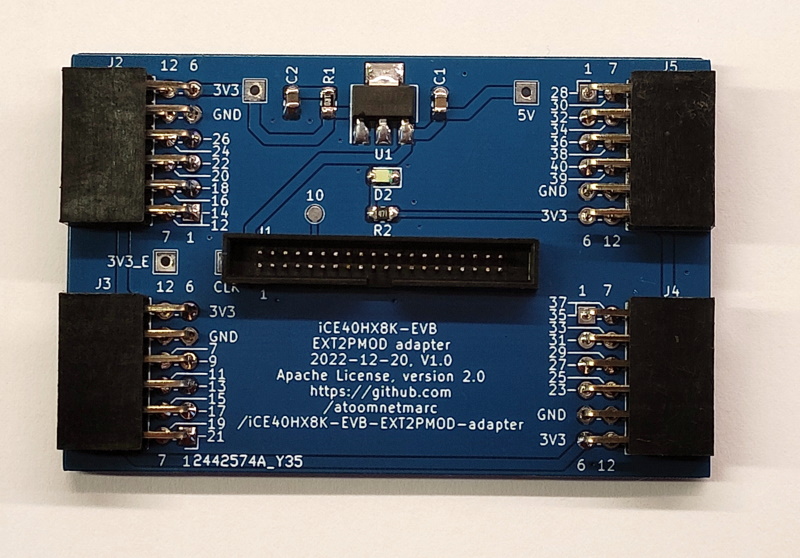 J2
12 6
3V3
GND
26
24
22
20
18
16
14
12
7 1
C2
R1
C1
U1
5V
D2
R2
10
J1
1
CLK
3V3_E
J5
1 7
28
30
32
34
36
38
40
39
GND
3V3
6 12
J3
12 6
3V3
GND
7
9
11
13
15
17
19
21
7 1
2442574A_Y35
iCE40HX8K-EVB
EXT2PMOD adapter
2022-12-20, V1.0
Apache License, version 2.0
https://github.com
/atoomnetmarc
/iCE40HX8K-EVB-EXT2PMOD-adapter
J4
1 7
37
35
33
31
29
27
25
23
GND
3V3
6 12